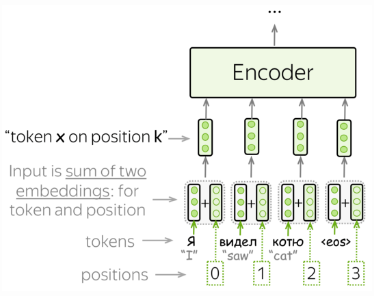 ...
Encoder
"token x on position k"
Input is sum of two
embeddings: for
token and position
+ + + +
tokens Я видел котю <eos>
"I" "saw" "cat"
positions 0 1 2 3